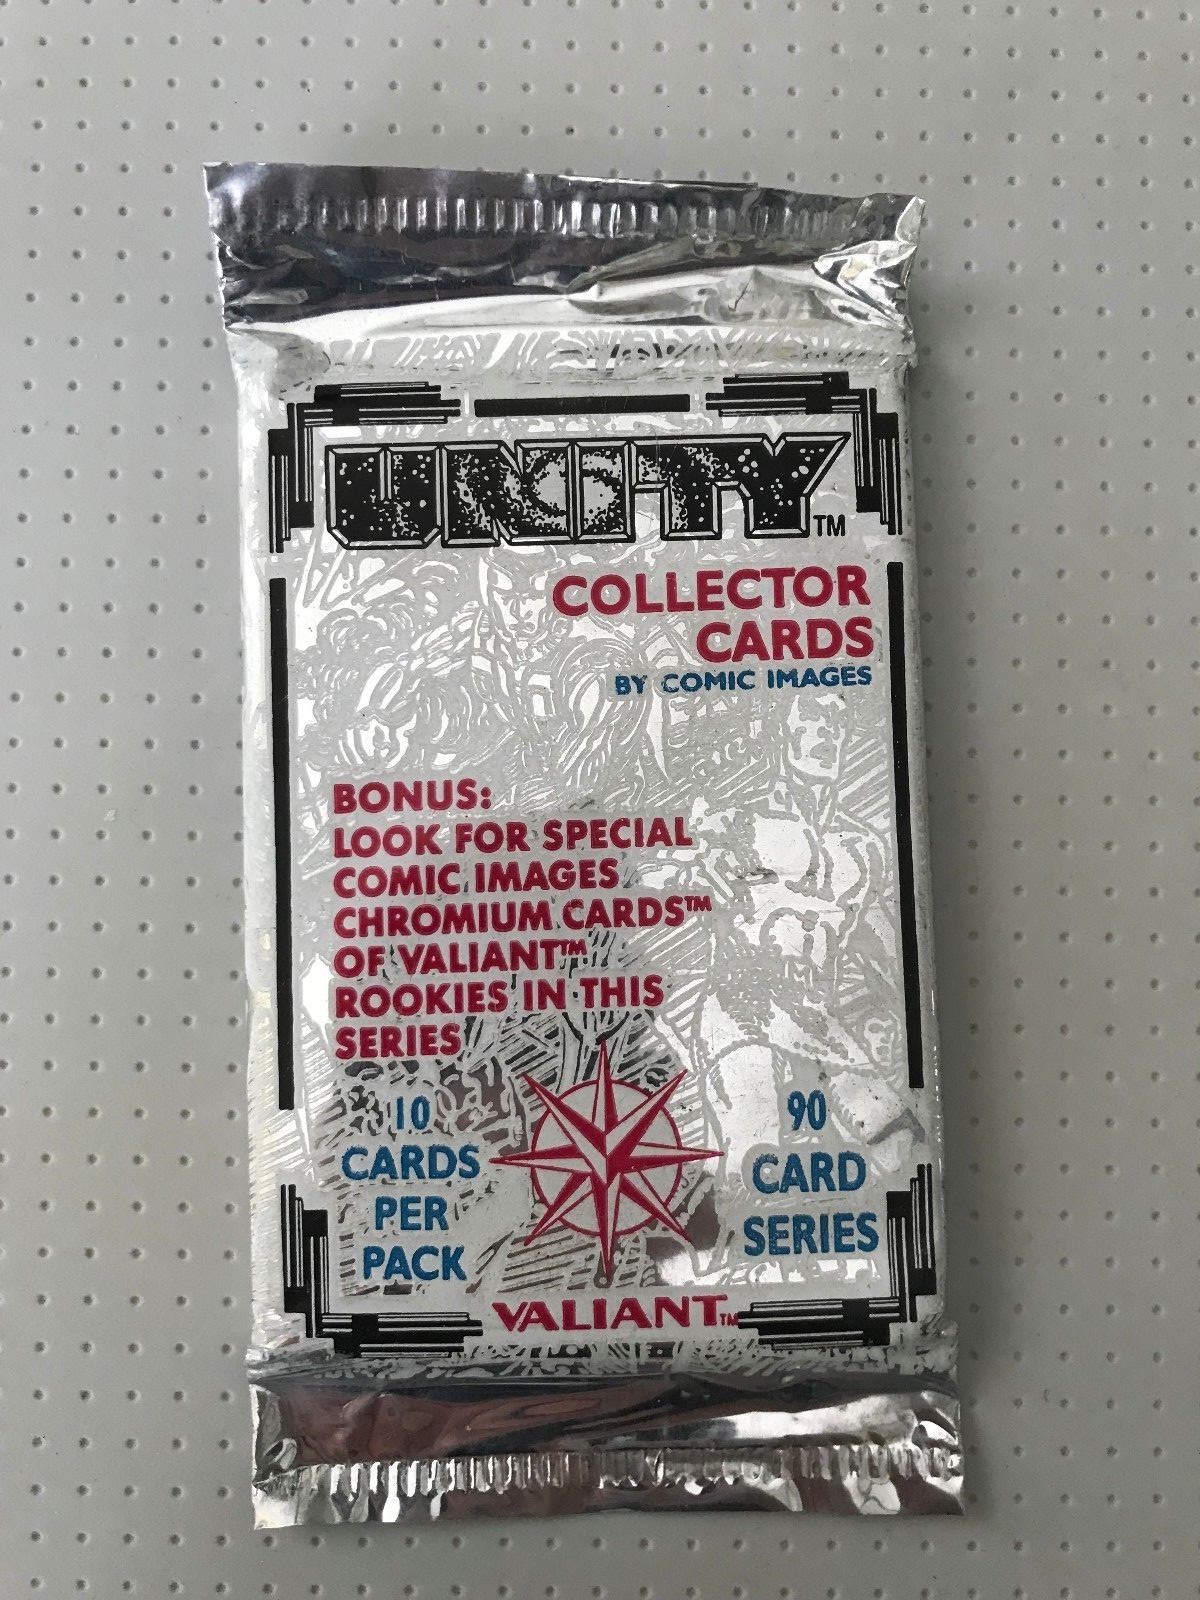 UNITY™
COLLECTOR
CARDS
BY COMIC IMAGES
BONUS:
LOOK FOR SPECIAL
COMIC IMAGES
CHROMIUM CARDS™
OF VALIANT™
ROOKIES IN THIS
SERIES
10
CARDS
PER
PACK
90
CARD
SERIES
VALIANT™